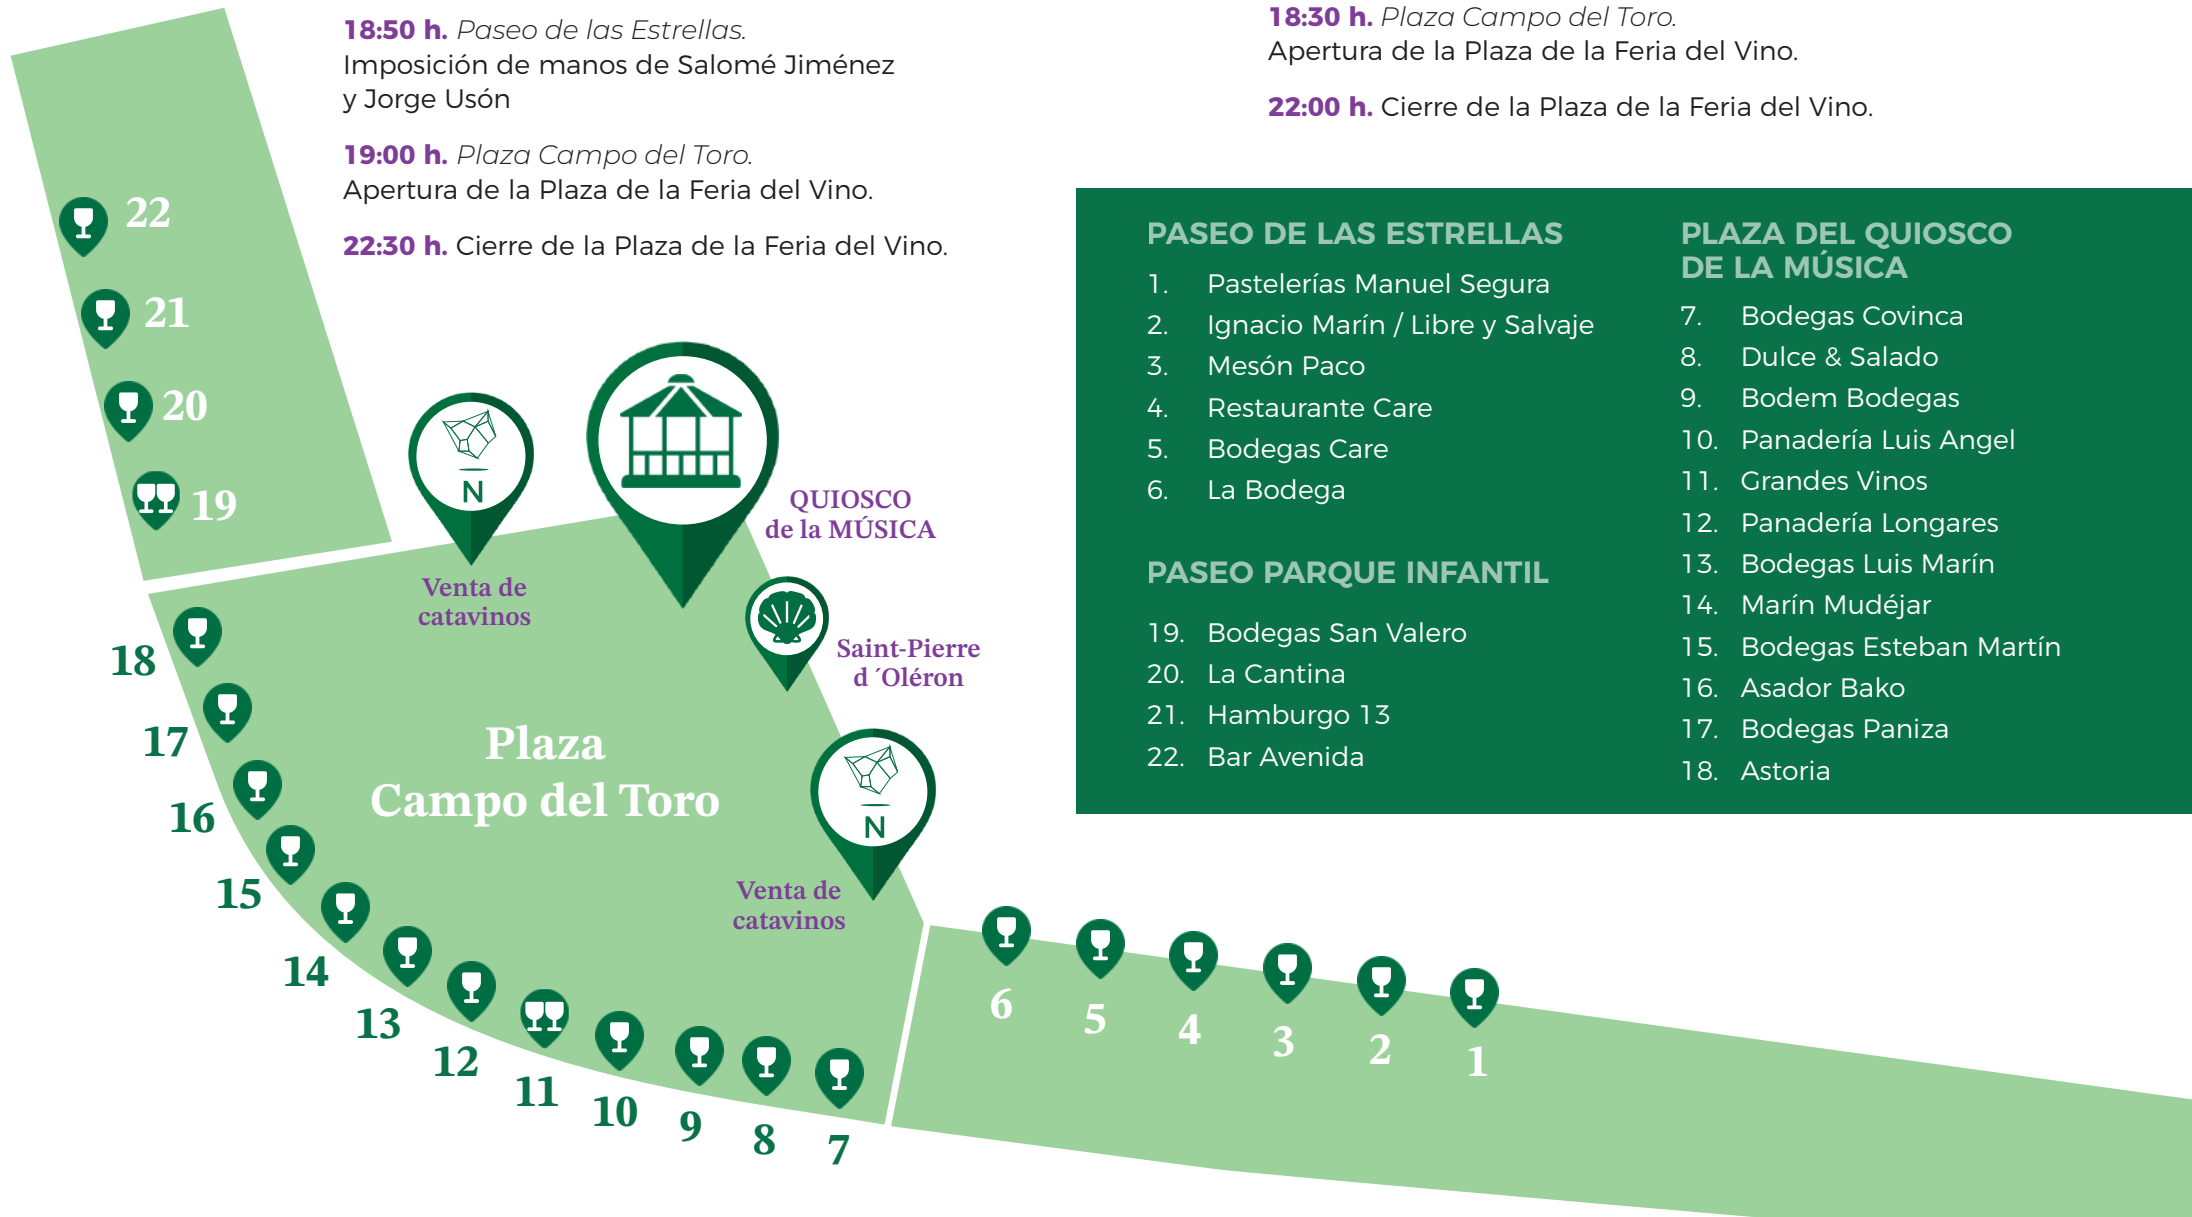 18:50 h. Paseo de las Estrellas.
Imposición de manos de Salomé Jiménez
y Jorge Usón
19:00 h. Plaza Campo del Toro.
Apertura de la Plaza de la Feria del Vino.
22:30 h. Cierre de la Plaza de la Feria del Vino.
18:30 h. Plaza Campo del Toro.
Apertura de la Plaza de la Feria del Vino.
22:00 h. Cierre de la Plaza de la Feria del Vino.
PASEO DE LAS ESTRELLAS
1. Pastelerías Manuel Segura
2. Ignacio Marín / Libre y Salvaje
3. Mesón Paco
4. Restaurante Care
5. Bodegas Care
6. La Bodega
PASEO PARQUE INFANTIL
19. Bodegas San Valero
20. La Cantina
21. Hamburgo 13
22. Bar Avenida
PLAZA DEL QUIOSCO
DE LA MÚSICA
7. Bodegas Covinca
8. Dulce & Salado
9. Bodem Bodegas
10. Panadería Luis Angel
11. Grandes Vinos
12. Panadería Longares
13. Bodegas Luis Marín
14. Marín Mudéjar
15. Bodegas Esteban Martín
16. Asador Bako
17. Bodegas Paniza
18. Astoria
22
21
20
19
N
Venta de
catavinos
QUIOSCO
de la MÚSICA
Saint-Pierre
d ´Oléron
Plaza
Campo del Toro
N
Venta de
catavinos
18
17
16
15
14
13
12
11
10
9
8
7
6
5
4
3
2
1